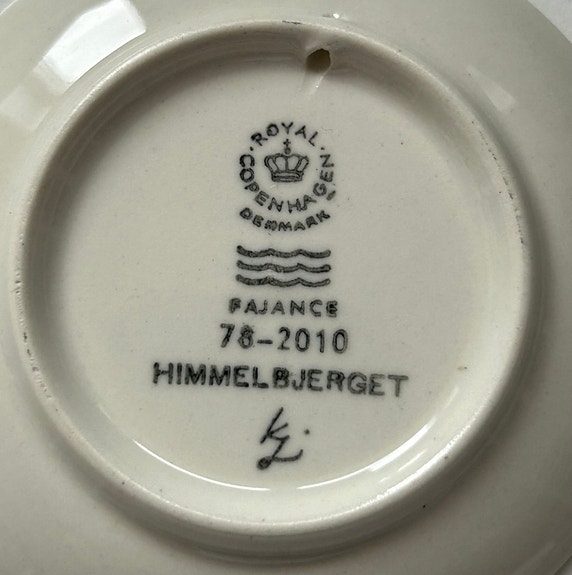 ROYAL
COPENHAGEN
DENMARK
FAJANCE
78-2010
HIMMELBJERGET